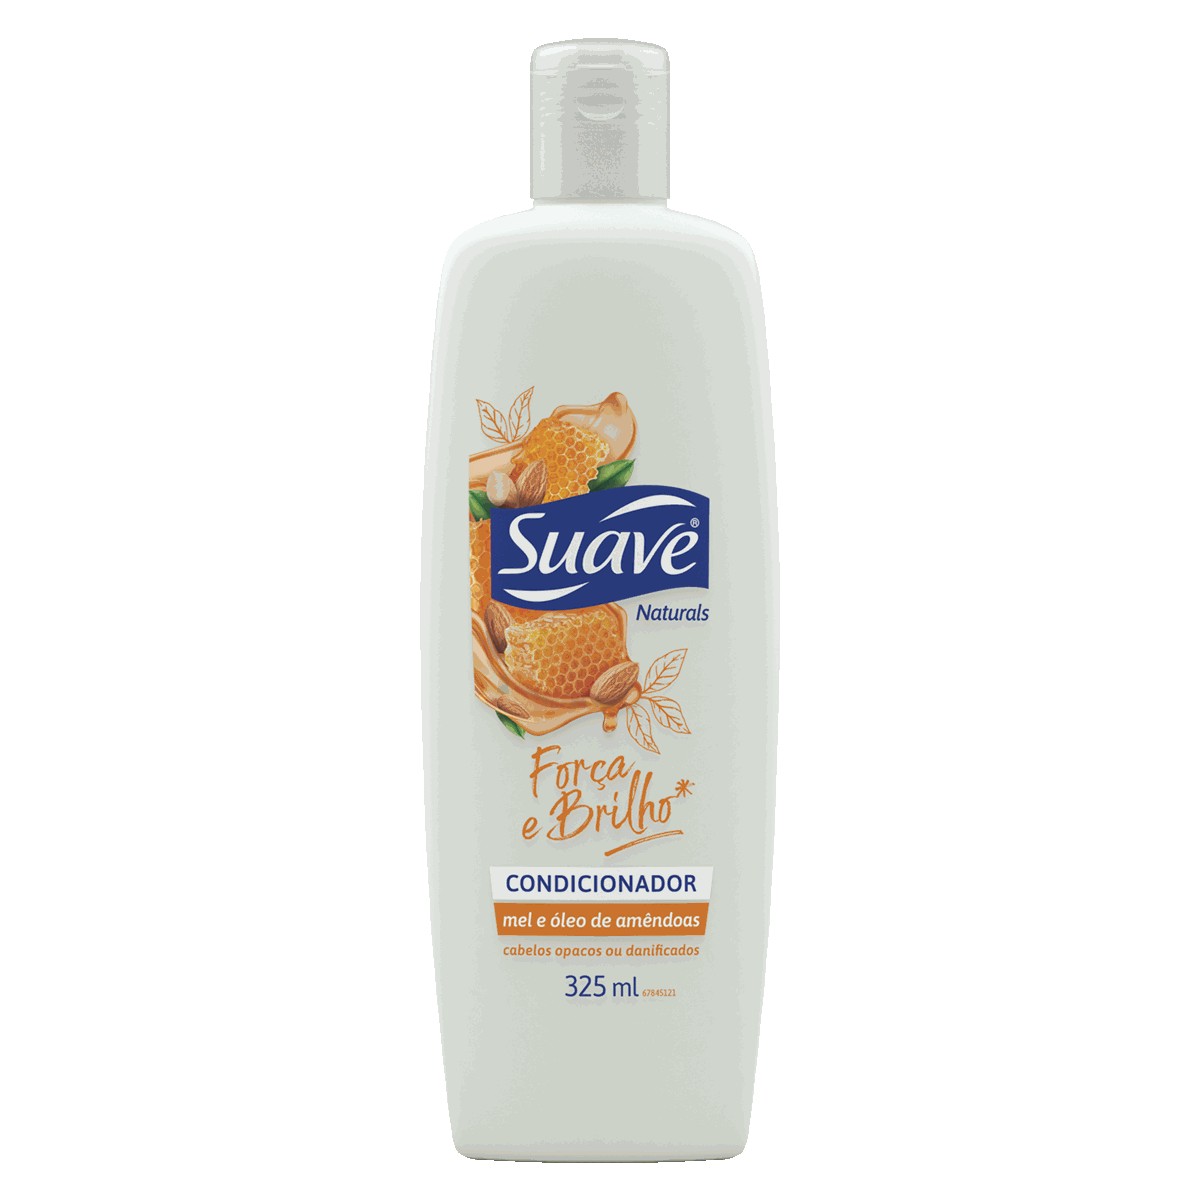 Suave®
Naturals
Força
e Brilho*
CONDICIONADOR
mel e óleo de amêndoas
cabelos opacos ou danificados
325 ml 67845121